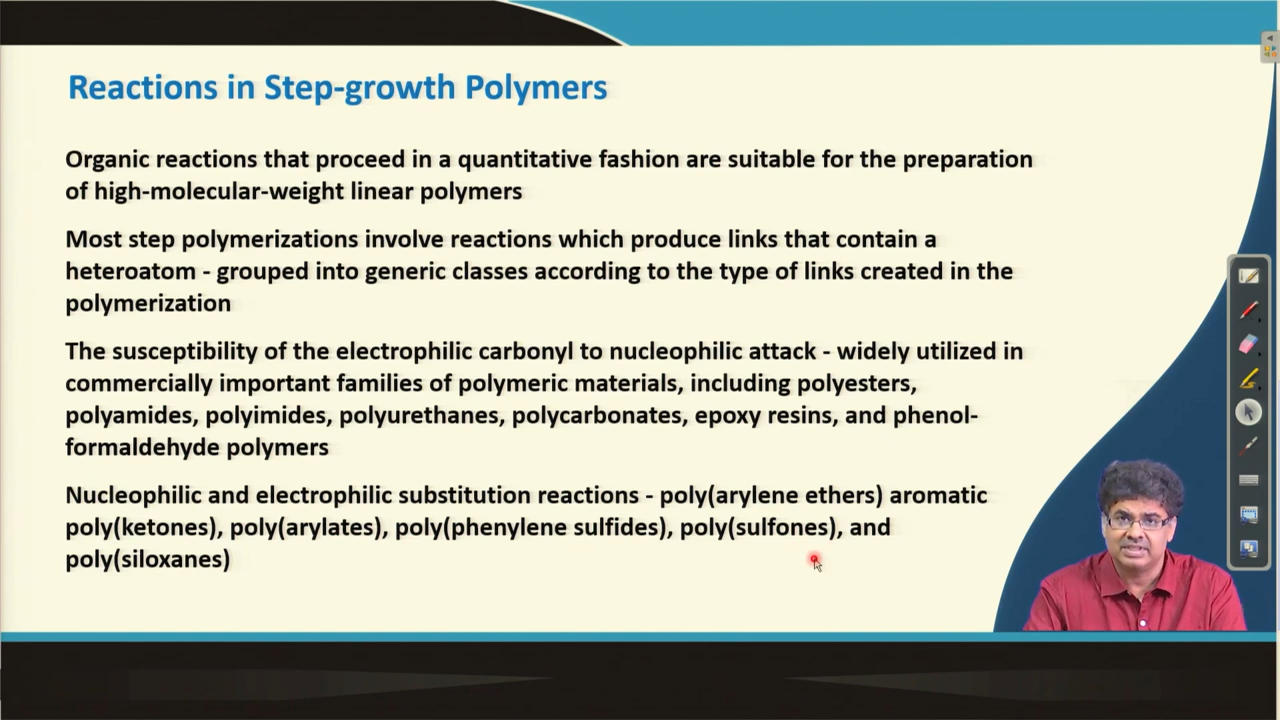 Reactions in Step-growth Polymers
Organic reactions that proceed in a quantitative fashion are suitable for the preparation
of high-molecular-weight linear polymers
Most step polymerizations involve reactions which produce links that contain a
heteroatom - grouped into generic classes according to the type of links created in the
polymerization
The susceptibility of the electrophilic carbonyl to nucleophilic attack - widely utilized in
commercially important families of polymeric materials, including polyesters,
polyamides, polyimides, polyurethanes, polycarbonates, epoxy resins, and phenol-
formaldehyde polymers
Nucleophilic and electrophilic substitution reactions - poly(arylene ethers) aromatic
poly(ketones), poly(arylates), poly(phenylene sulfides), poly(sulfones), and
poly(siloxanes)